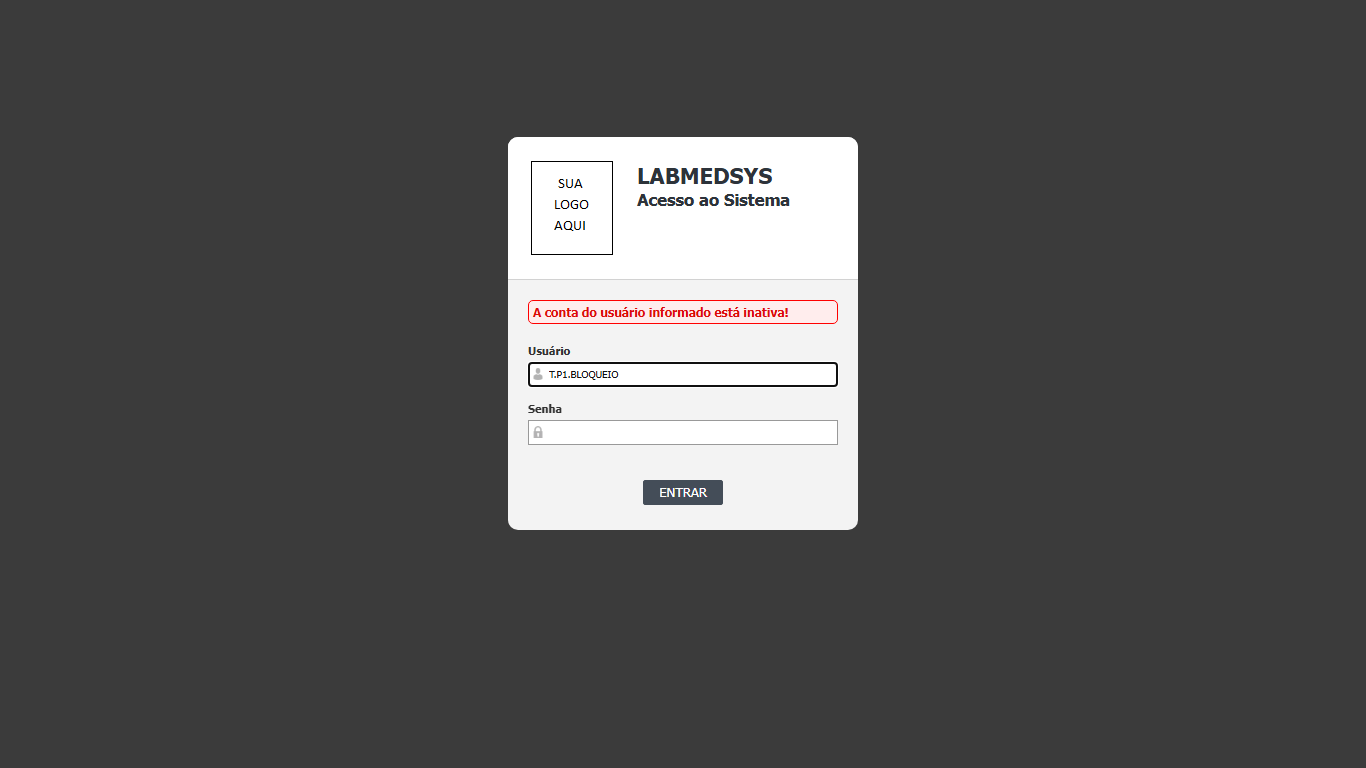 SUA
LOGO
AQUI
LABMEDSYS
Acesso ao Sistema
A conta do usuário informado está inativa!
Usuário
T.P1.BLOQUEIO
Senha
ENTRAR